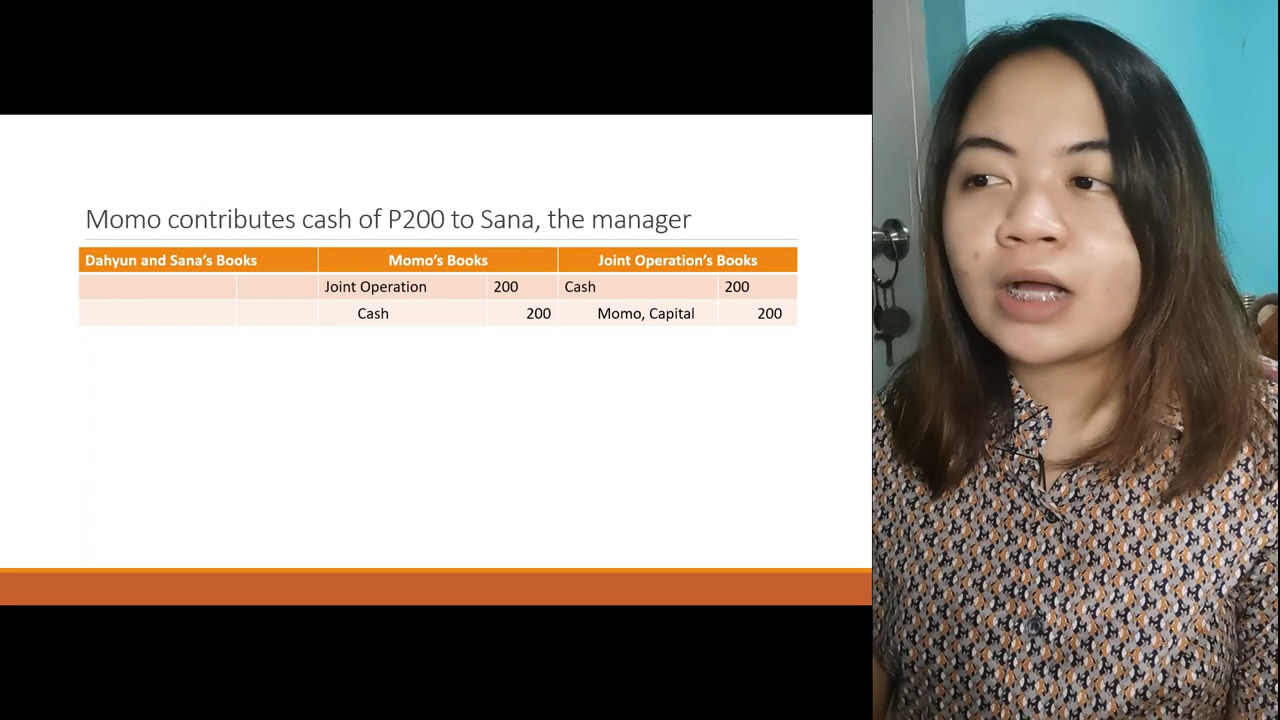 Momo contributes cash of P200 to Sana, the manager
Dahyun and Sana's Books Momo's Books Joint Operation's Books
Joint Operation 200 Cash 200
Cash 200 Momo, Capital 200